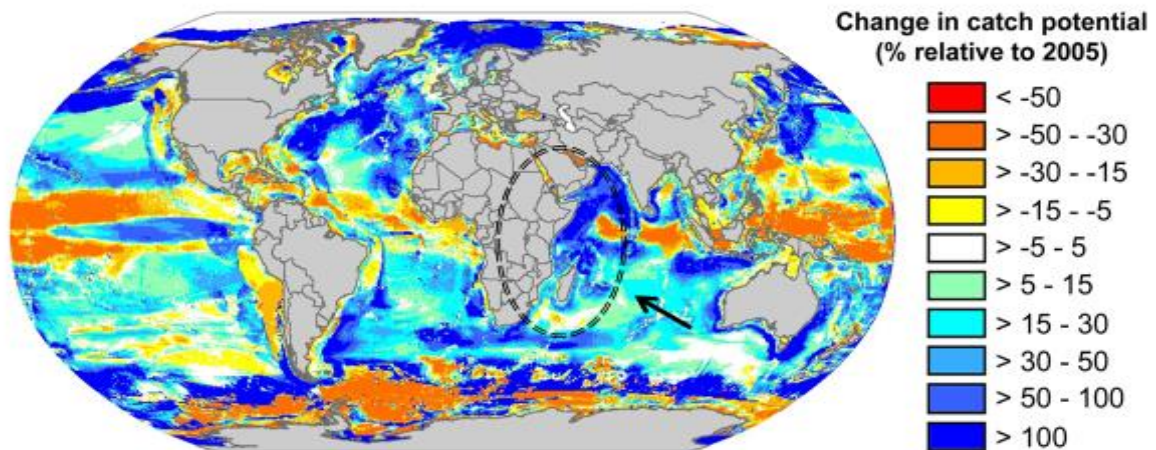 Change in catch potential
(% relative to 2005)
< -50
> -50 - -30
> -30 - -15
> -15 - -5
> -5 - 5
> 5 - 15
> 15 - 30
> 30 - 50
> 50 - 100
> 100